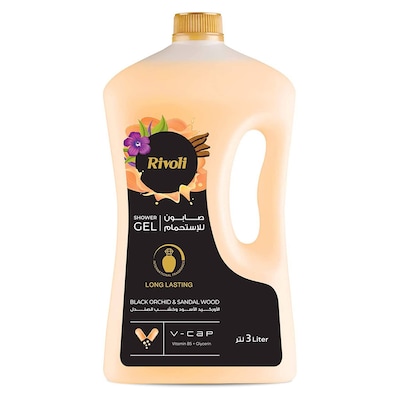 Rivoli
SHOWER GEL | صابون للإستحمام
LONG LASTING
BLACK ORCHID & SANDAL WOOD
الأوركيد الأسود وخشب الصندل
V-CAP
Vitamin B5 + Glycerin
3 Liter لتر